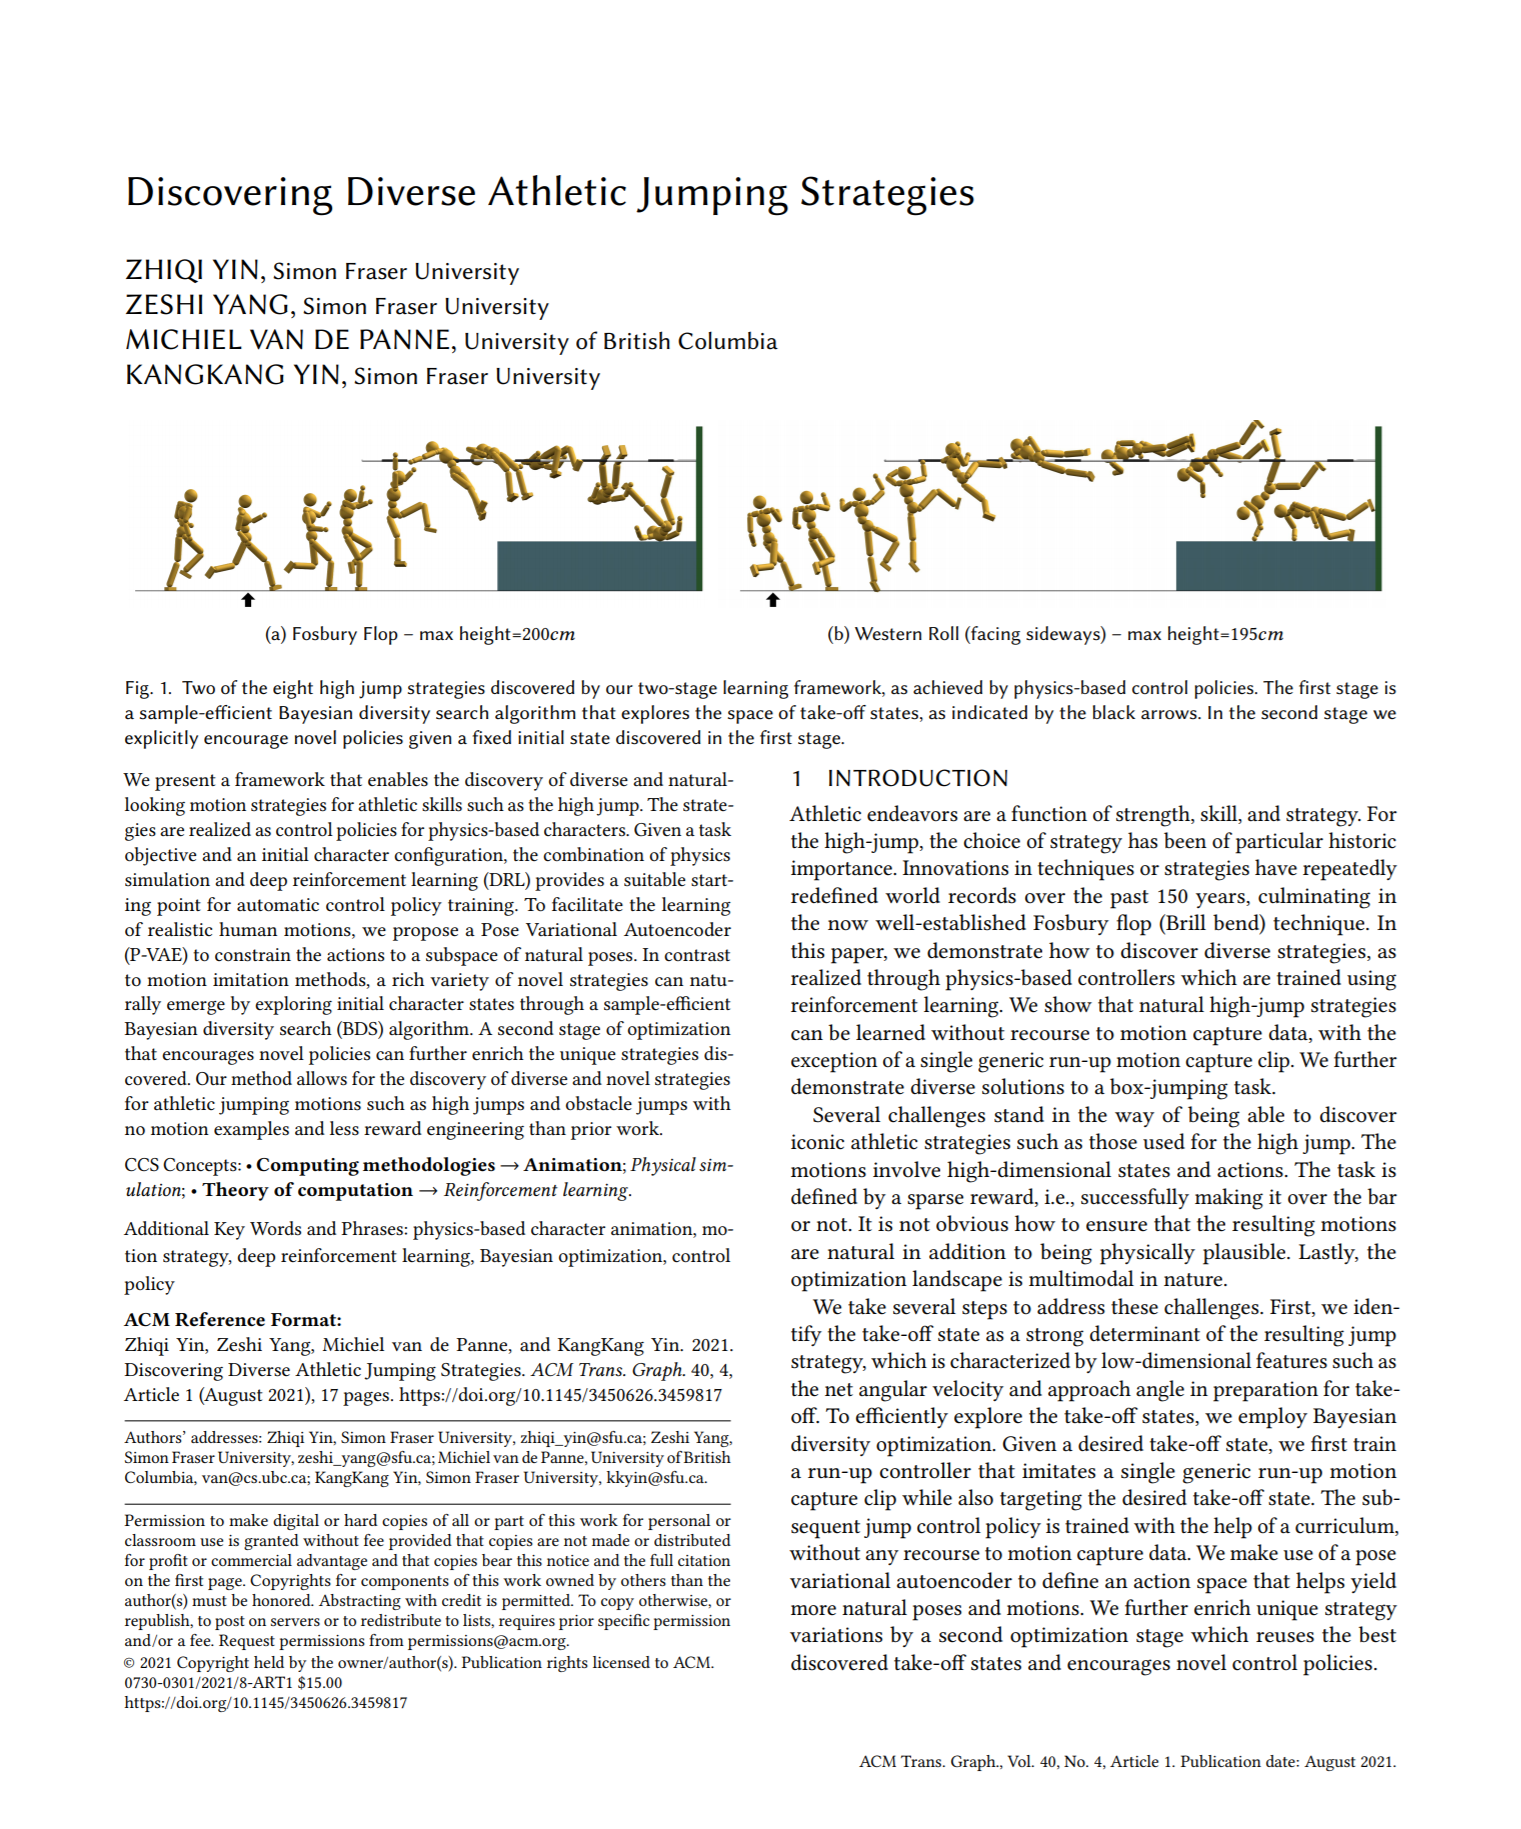 Discovering Diverse Athletic Jumping Strategies
ZHIQI YIN, Simon Fraser University
ZESHI YANG, Simon Fraser University
MICHIEL VAN DE PANNE, University of British Columbia
KANGKANG YIN, Simon Fraser University
(a) Fosbury Flop – max height=200cm
(b) Western Roll (facing sideways) – max height=195cm
Fig. 1. Two of the eight high jump strategies discovered by our two-stage learning framework, as achieved by physics-based control policies. The first stage is
a sample-efficient Bayesian diversity search algorithm that explores the space of take-off states, as indicated by the black arrows. In the second stage we
explicitly encourage novel policies given a fixed initial state discovered in the first stage.
We present a framework that enables the discovery of diverse and natural-
looking motion strategies for athletic skills such as the high jump. The strate-
gies are realized as control policies for physics-based characters. Given a task
objective and an initial character configuration, the combination of physics
simulation and deep reinforcement learning (DRL) provides a suitable start-
ing point for automatic control policy training. To facilitate the learning
of realistic human motions, we propose a Pose Variational Autoencoder
(P-VAE) to constrain the actions to a subspace of natural poses. In contrast
to motion imitation methods, a rich variety of novel strategies can natu-
rally emerge by exploring initial character states through a sample-efficient
Bayesian diversity search (BDS) algorithm. A second stage of optimization
that encourages novel policies can further enrich the unique strategies dis-
covered. Our method allows for the discovery of diverse and novel strategies
for athletic jumping motions such as high jumps and obstacle jumps with
no motion examples and less reward engineering than prior work.
CCS Concepts: • Computing methodologies → Animation; Physical sim-
ulation; • Theory of computation → Reinforcement learning.
Additional Key Words and Phrases: physics-based character animation, mo-
tion strategy, deep reinforcement learning, Bayesian optimization, control
policy
ACM Reference Format:
Zhiqi Yin, Zeshi Yang, Michiel van de Panne, and KangKang Yin. 2021.
Discovering Diverse Athletic Jumping Strategies. ACM Trans. Graph. 40, 4,
Article 1 (August 2021), 17 pages. https://doi.org/10.1145/3450626.3459817
Authors' addresses: Zhiqi Yin, Simon Fraser University, zhiqi_yin@sfu.ca; Zeshi Yang,
Simon Fraser University, zeshi_yang@sfu.ca; Michiel van de Panne, University of British
Columbia, van@cs.ubc.ca; KangKang Yin, Simon Fraser University, kkyin@sfu.ca.
Permission to make digital or hard copies of all or part of this work for personal or
classroom use is granted without fee provided that copies are not made or distributed
for profit or commercial advantage and that copies bear this notice and the full citation
on the first page. Copyrights for components of this work owned by others than the
author(s) must be honored. Abstracting with credit is permitted. To copy otherwise, or
republish, to post on servers or to redistribute to lists, requires prior specific permission
and/or a fee. Request permissions from permissions@acm.org.
© 2021 Copyright held by the owner/author(s). Publication rights licensed to ACM.
0730-0301/2021/8-ART1 $15.00
https://doi.org/10.1145/3450626.3459817
1 INTRODUCTION
Athletic endeavors are a function of strength, skill, and strategy. For
the high-jump, the choice of strategy has been of particular historic
importance. Innovations in techniques or strategies have repeatedly
redefined world records over the past 150 years, culminating in
the now well-established Fosbury flop (Brill bend) technique. In
this paper, we demonstrate how to discover diverse strategies, as
realized through physics-based controllers which are trained using
reinforcement learning. We show that natural high-jump strategies
can be learned without recourse to motion capture data, with the
exception of a single generic run-up motion capture clip. We further
demonstrate diverse solutions to a box-jumping task.
Several challenges stand in the way of being able to discover
iconic athletic strategies such as those used for the high jump. The
motions involve high-dimensional states and actions. The task is
defined by a sparse reward, i.e., successfully making it over the bar
or not. It is not obvious how to ensure that the resulting motions
are natural in addition to being physically plausible. Lastly, the
optimization landscape is multimodal in nature.
We take several steps to address these challenges. First, we iden-
tify the take-off state as a strong determinant of the resulting jump
strategy, which is characterized by low-dimensional features such as
the net angular velocity and approach angle in preparation for take-
off. To efficiently explore the take-off states, we employ Bayesian
diversity optimization. Given a desired take-off state, we first train
a run-up controller that imitates a single generic run-up motion
capture clip while also targeting the desired take-off state. The sub-
sequent jump control policy is trained with the help of a curriculum,
without any recourse to motion capture data. We make use of a pose
variational autoencoder to define an action space that helps yield
more natural poses and motions. We further enrich unique strategy
variations by a second optimization stage which reuses the best
discovered take-off states and encourages novel control policies.
ACM Trans. Graph., Vol. 40, No. 4, Article 1. Publication date: August 2021.